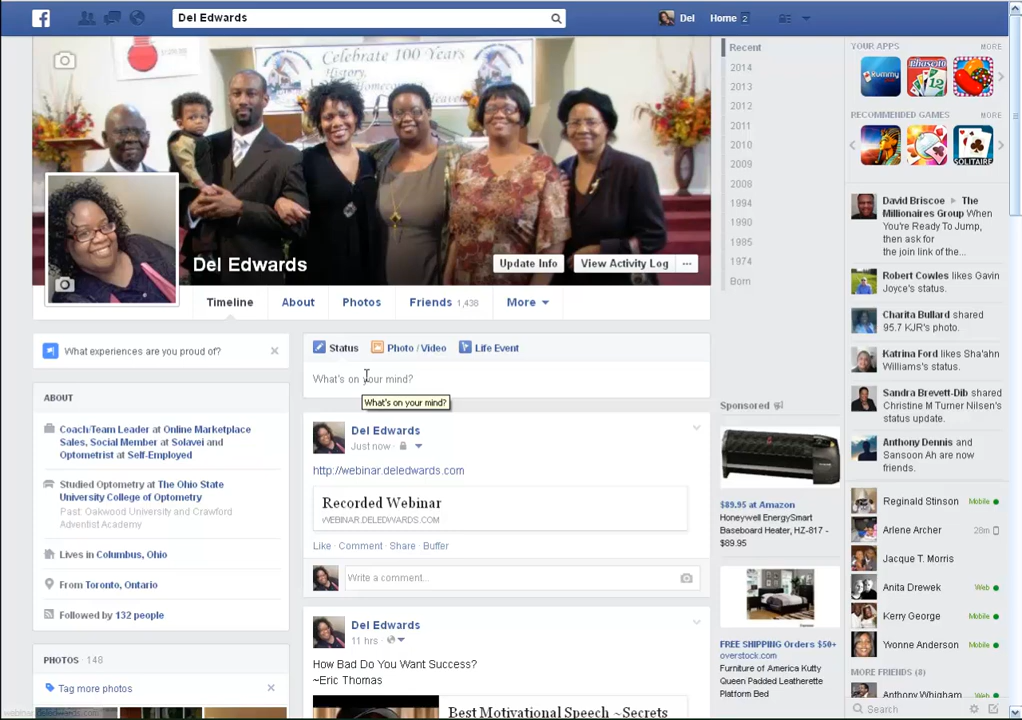 Del Edwards
Del
Home 2
Celebrate 100 Years
History,
Del Edwards
Update Info
View Activity Log
...
Timeline
About
Photos
Friends 1,438
More
What experiences are you proud of?
ABOUT
Coach/Team Leader at Online Marketplace
Sales, Social Member at Solavei and
Optometrist at Self-Employed
Studied Optometry at The Ohio State
University College of Optometry
Past: Oakwood University and Crawford
Adventist Academy
Lives in Columbus, Ohio
From Toronto, Ontario
Followed by 132 people
PHOTOS 148
Tag more photos
Status
Photo / Video
Life Event
What's on your mind?
What's on your mind?
Del Edwards
Just now
http://webinar.deledwards.com
Recorded Webinar
WEBINAR.DELEDWARDS.COM
Like · Comment · Share · Buffer
Write a comment...
Del Edwards
11 hrs
How Bad Do You Want Success?
~Eric Thomas
Best Motivational Speech ~Secrets
Recent
2014
2013
2012
2011
2010
2009
2008
1994
1990
1985
1974
Born
Sponsored
$89.95 at Amazon
Honeywell EnergySmart
Baseboard Heater, HZ-817 -
$89.95
FREE SHIPPING Orders $50+
overstock.com
Furniture of America Kutty
Queen Padded Leatherette
Platform Bed
YOUR APPS
MORE
Rummy
Phase10
RECOMMENDED GAMES
MORE
SOLITAIRE
David Briscoe ▸ The
Millionaires Group When
You're Ready To Jump,
then ask for
the join link of the...
Robert Cowles likes Gavin
Joyce's status.
Charita Bullard shared
95.7 KJR's photo.
Katrina Ford likes Sha'ahn
Williams's status.
Sandra Brevett-Dib shared
Christine M Turner Nilsen's
status update.
Anthony Dennis and
Sansoon Ah are now
friends.
Reginald Stinson Mobile
Arlene Archer 28m
Jacque T. Morris
Anita Drewek Web
Kerry George Mobile
Yvonne Anderson Mobile
MORE FRIENDS (8)
Anthony Whigham
Search
webinar.deledwards.com